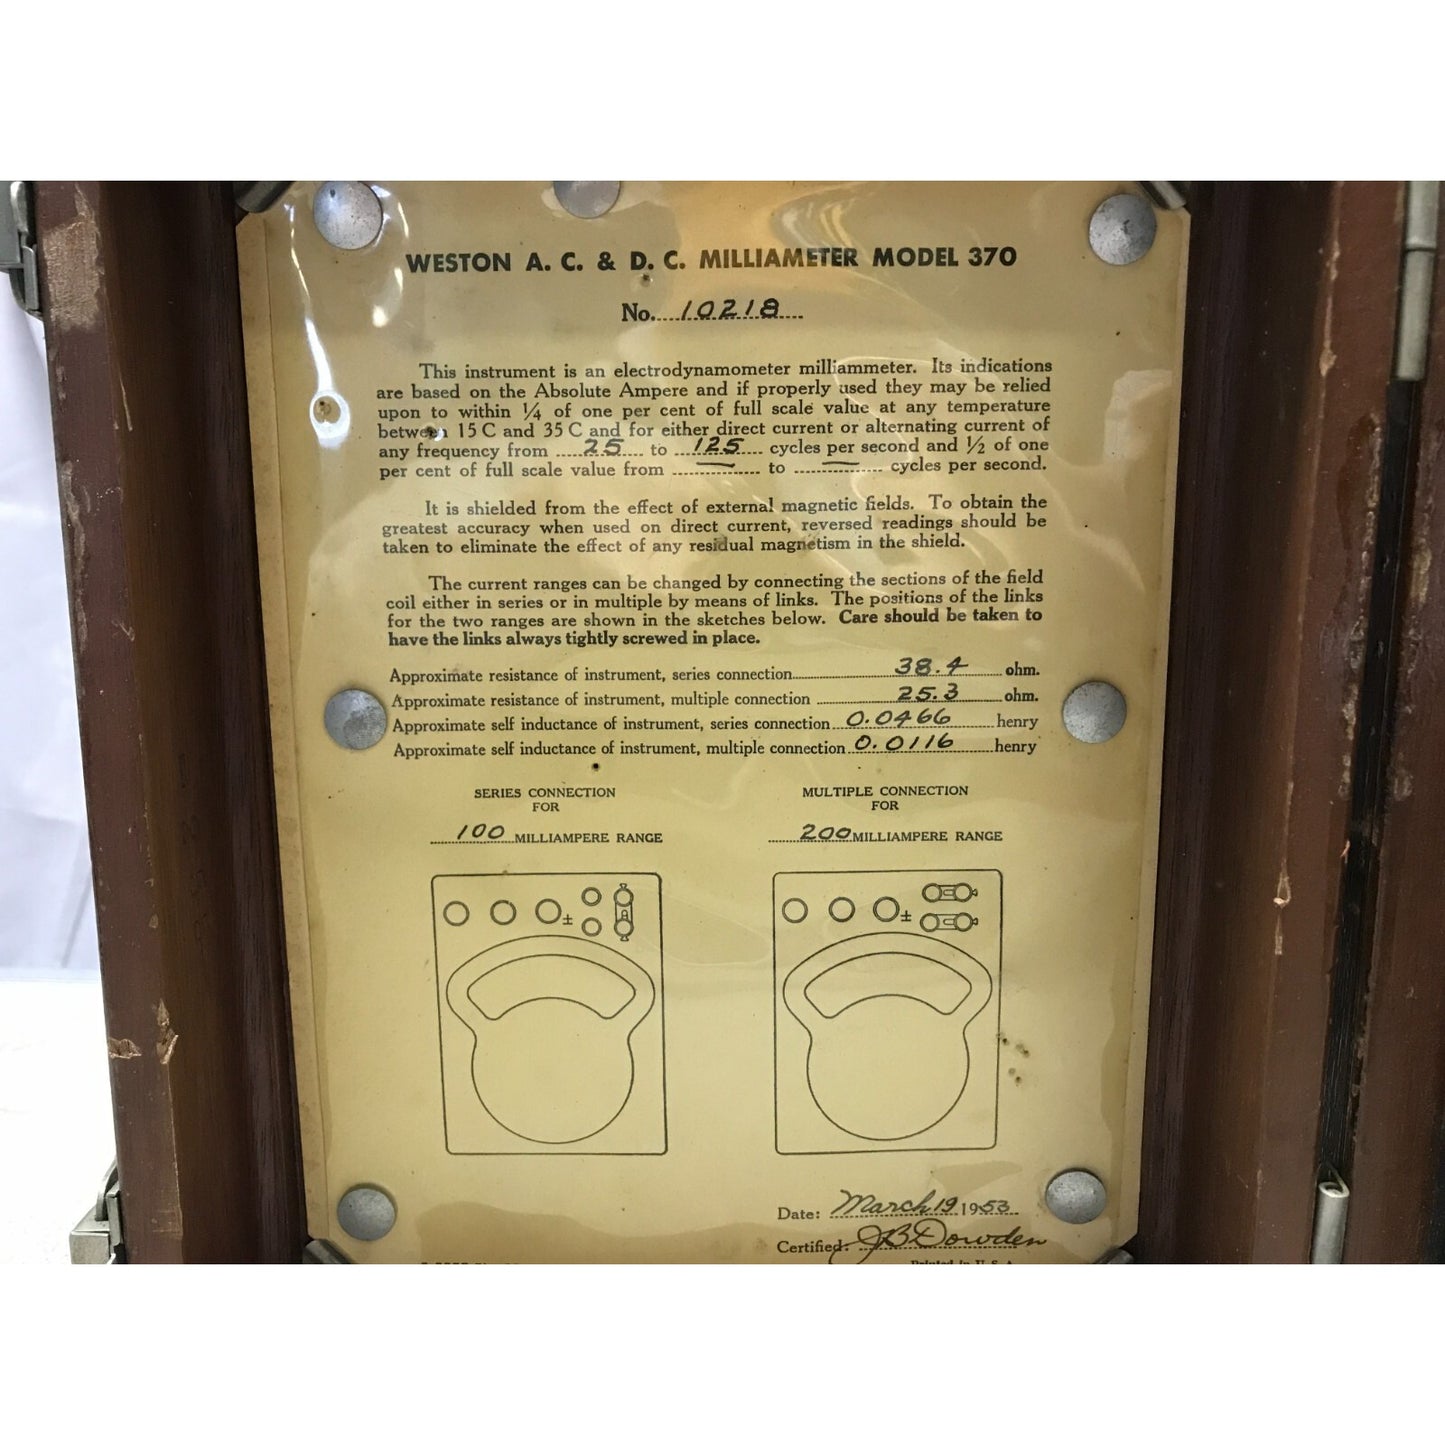 WESTON A. C. & D. C. MILLIAMETER MODEL 370
No. 10218
This instrument is an electrodynamometer milliammeter. Its indications
are based on the Absolute Ampere and if properly used they may be relied
upon to within ¼ of one per cent of full scale value at any temperature
between 15 C and 35 C and for either direct current or alternating current of
any frequency from 25 to 125 cycles per second and ½ of one
per cent of full scale value from — to — cycles per second.
It is shielded from the effect of external magnetic fields. To obtain the
greatest accuracy when used on direct current, reversed readings should be
taken to eliminate the effect of any residual magnetism in the shield.
The current ranges can be changed by connecting the sections of the field
coil either in series or in multiple by means of links. The positions of the links
for the two ranges are shown in the sketches below. Care should be taken to
have the links always tightly screwed in place.
Approximate resistance of instrument, series connection 38.4 ohm.
Approximate resistance of instrument, multiple connection 25.3 ohm.
Approximate self inductance of instrument, series connection 0.0466 henry
Approximate self inductance of instrument, multiple connection 0.0116 henry
SERIES CONNECTION
FOR
100 MILLIAMPERE RANGE
±
MULTIPLE CONNECTION
FOR
200 MILLIAMPERE RANGE
±
Date: March 19 1953
Certified: JB Dowden
Printed in U.S.A.